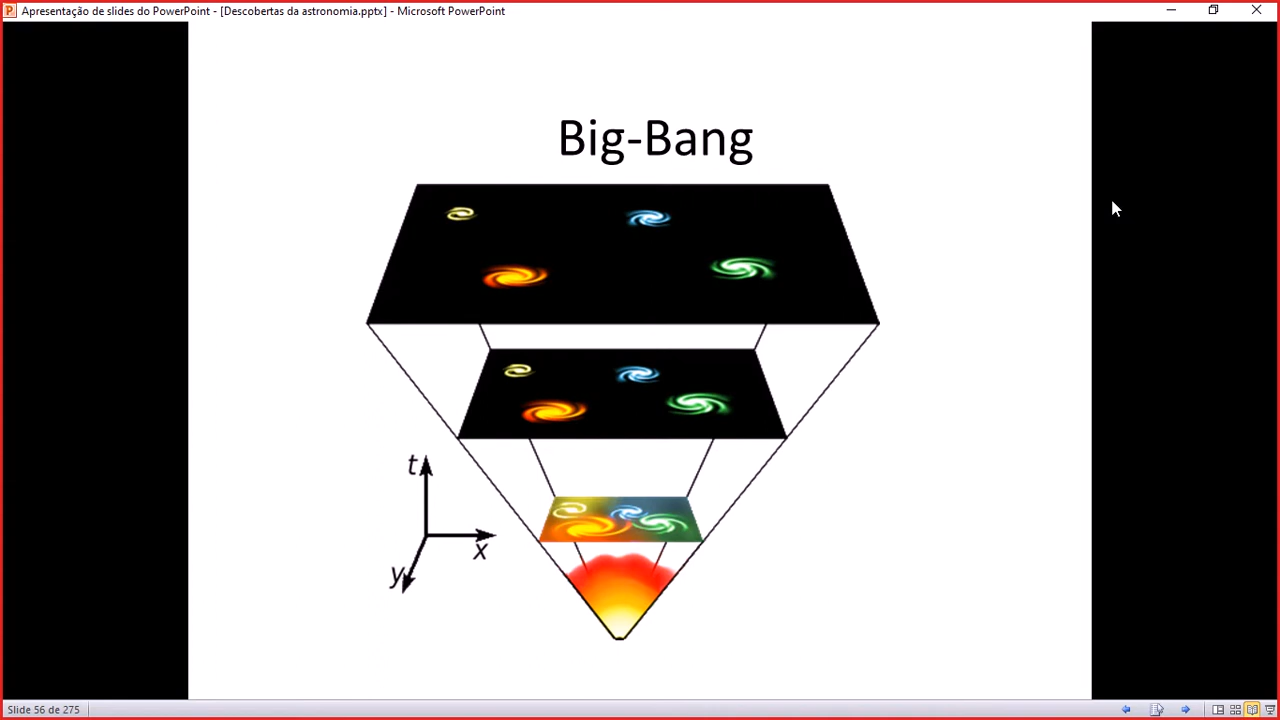 Apresentação de slides do PowerPoint - [Descobertas da astronomia.pptx] - Microsoft PowerPoint
Big-Bang
t
x
y
Slide 56 de 275